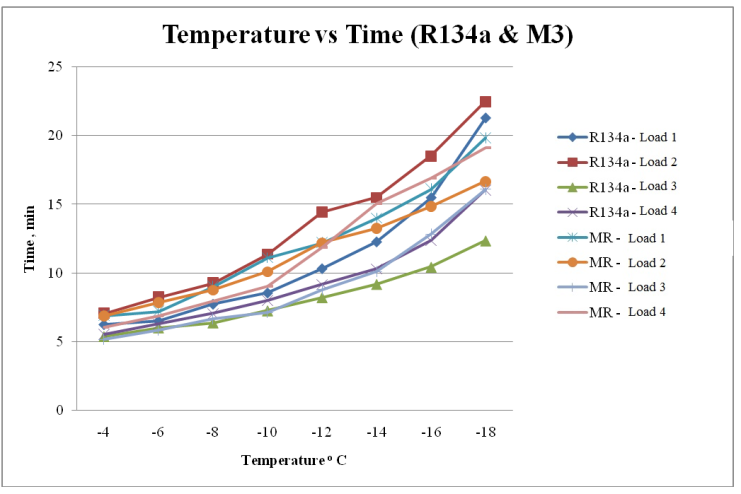 Temperature vs Time (R134a & M3)
25
20
15
10
5
0
Time, min
-4 -6 -8 -10 -12 -14 -16 -18
Temperature º C
R134a - Load 1
R134a - Load 2
R134a - Load 3
R134a - Load 4
MR - Load 1
MR - Load 2
MR - Load 3
MR - Load 4